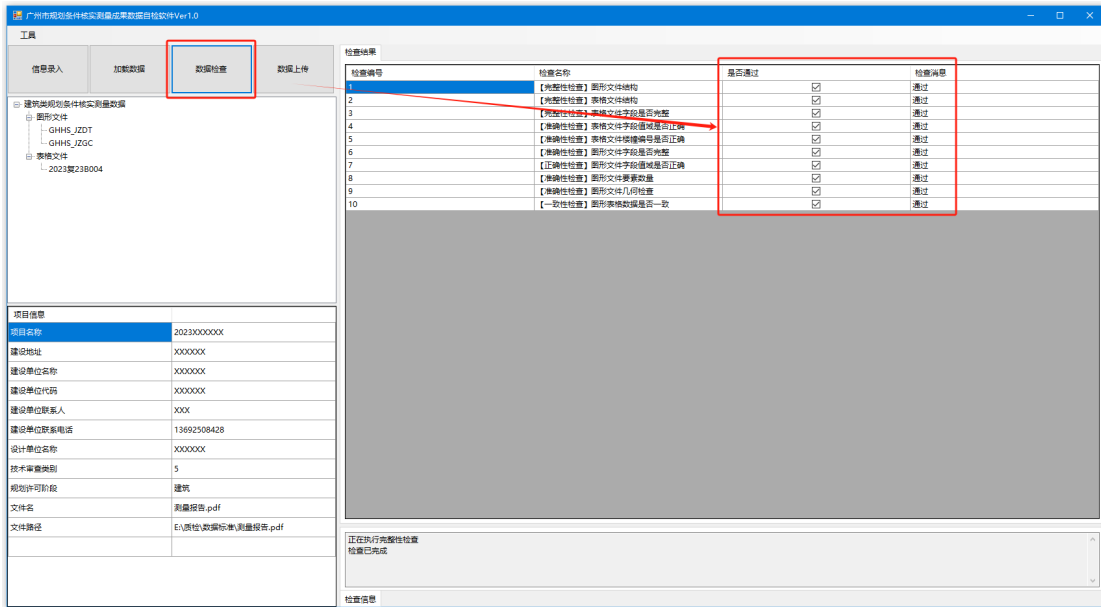 广州市规划条件核实测量成果数据自检软件Ver1.0
工具
信息录入 加载数据 数据检查 数据上传
建筑类规划条件核实测量数据
图形文件
GHHS_JZDT
GHHS_JZGC
表格文件
2023复23B004
项目信息
项目名称 2023XXXXXX
建设地址 XXXXXX
建设单位名称 XXXXXX
建设单位代码 XXXXXX
建设单位联系人 XXX
建设单位联系电话 13692508428
设计单位名称 XXXXXX
技术审查类别 5
规划许可阶段 建筑
文件名 测量报告.pdf
文件路径 E:\质检\数据标准\测量报告.pdf
检查结果
检查编号 检查名称 是否通过 检查消息
1 【完整性检查】图形文件结构 通过
2 【完整性检查】表格文件结构 通过
3 【完整性检查】表格文件字段是否完整 通过
4 【准确性检查】表格文件字段值域是否正确 通过
5 【准确性检查】表格文件楼幢编号是否正确 通过
6 【准确性检查】图形文件字段是否完整 通过
7 【正确性检查】图形文件字段值域是否正确 通过
8 【准确性检查】图形文件要素数量 通过
9 【准确性检查】图形文件几何检查 通过
10 【一致性检查】图形表格数据是否一致 通过
正在执行完整性检查
检查已完成
检查信息